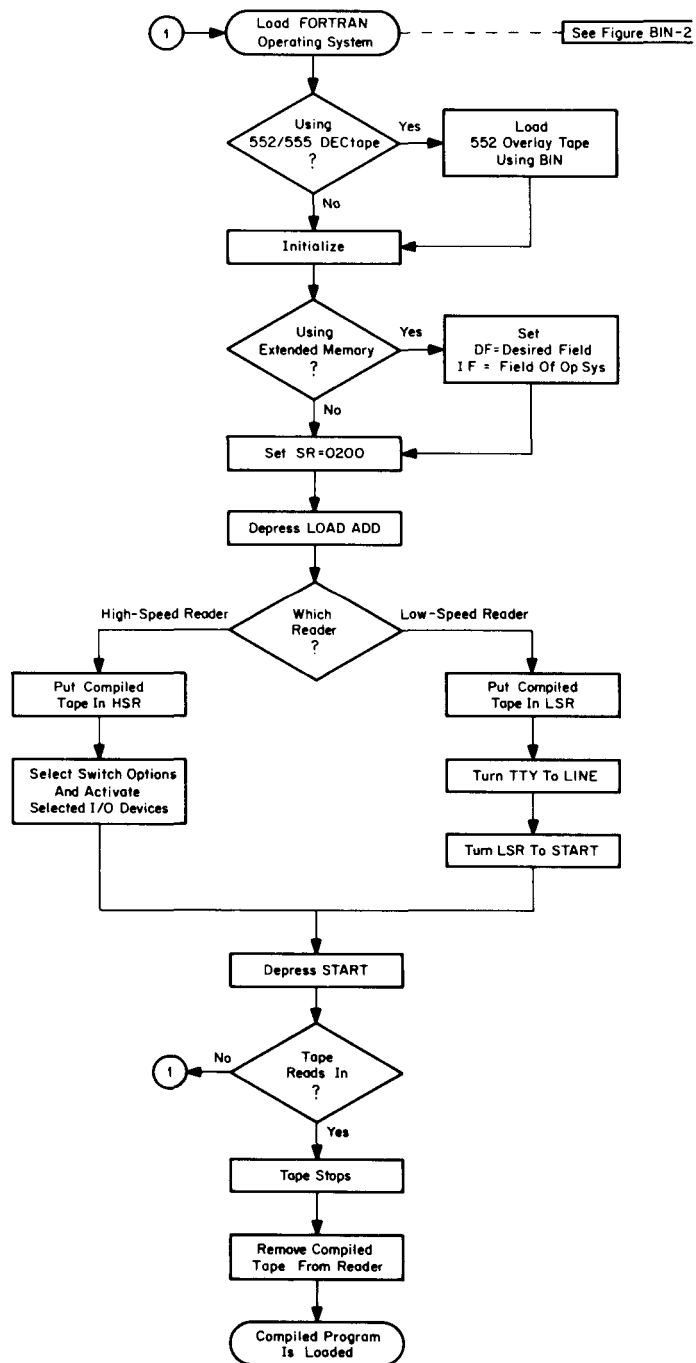 1
Load FORTRAN
Operating System
See Figure BIN-2
Using
552/555 DECtape
?
Yes
Load
552 Overlay Tape
Using BIN
No
Initialize
Using
Extended Memory
?
Yes
Set
DF=Desired Field
IF = Field Of Op Sys
No
Set SR=0200
Depress LOAD ADD
High-Speed Reader
Which
Reader
?
Low-Speed Reader
Put Compiled
Tape In HSR
Put Compiled
Tape In LSR
Select Switch Options
And Activate
Selected I/O Devices
Turn TTY To LINE
Turn LSR To START
Depress START
1
No
Tape
Reads In
?
Yes
Tape Stops
Remove Compiled
Tape From Reader
Compiled Program
Is Loaded